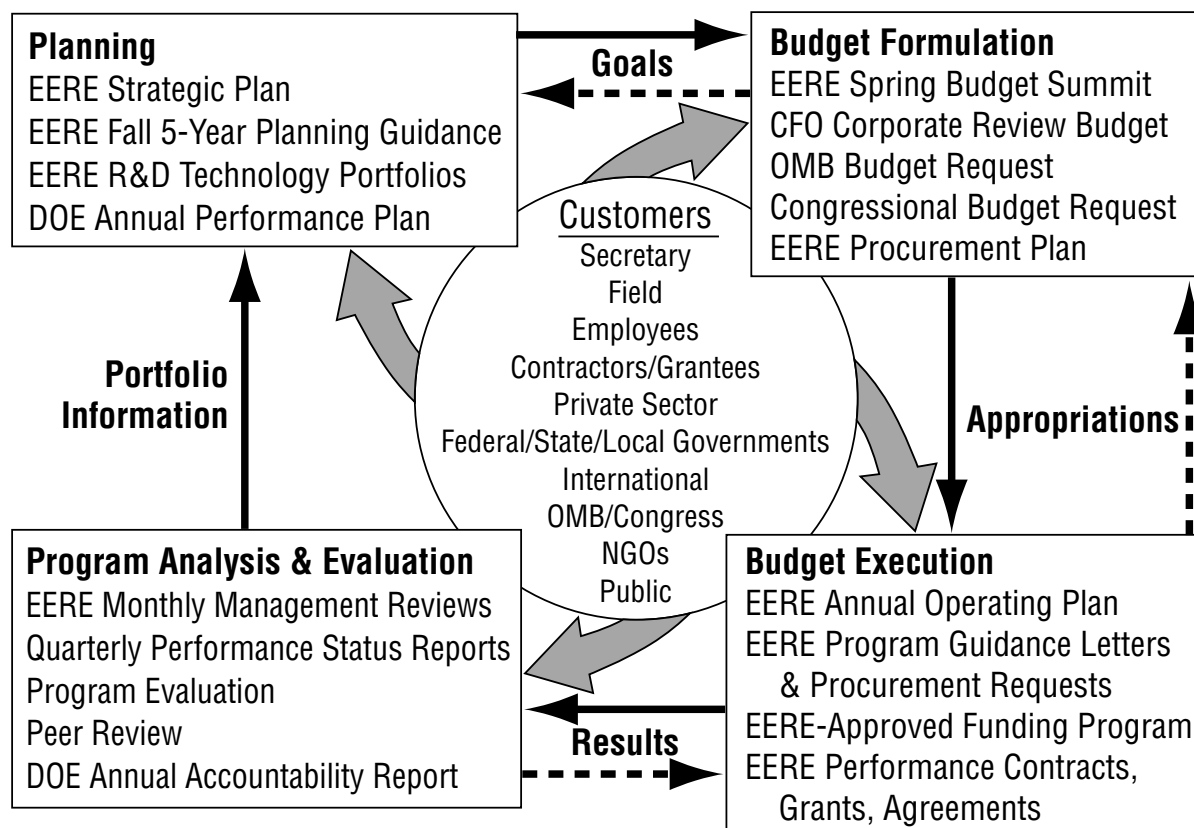 Planning
EERE Strategic Plan
EERE Fall 5-Year Planning Guidance
EERE R&D Technology Portfolios
DOE Annual Performance Plan
Goals
Budget Formulation
EERE Spring Budget Summit
CFO Corporate Review Budget
OMB Budget Request
Congressional Budget Request
EERE Procurement Plan
Customers
Secretary
Field
Employees
Contractors/Grantees
Private Sector
Federal/State/Local Governments
International
OMB/Congress
NGOs
Public
Portfolio
Information
Appropriations
Program Analysis & Evaluation
EERE Monthly Management Reviews
Quarterly Performance Status Reports
Program Evaluation
Peer Review
DOE Annual Accountability Report
Results
Budget Execution
EERE Annual Operating Plan
EERE Program Guidance Letters
& Procurement Requests
EERE-Approved Funding Program
EERE Performance Contracts,
Grants, Agreements